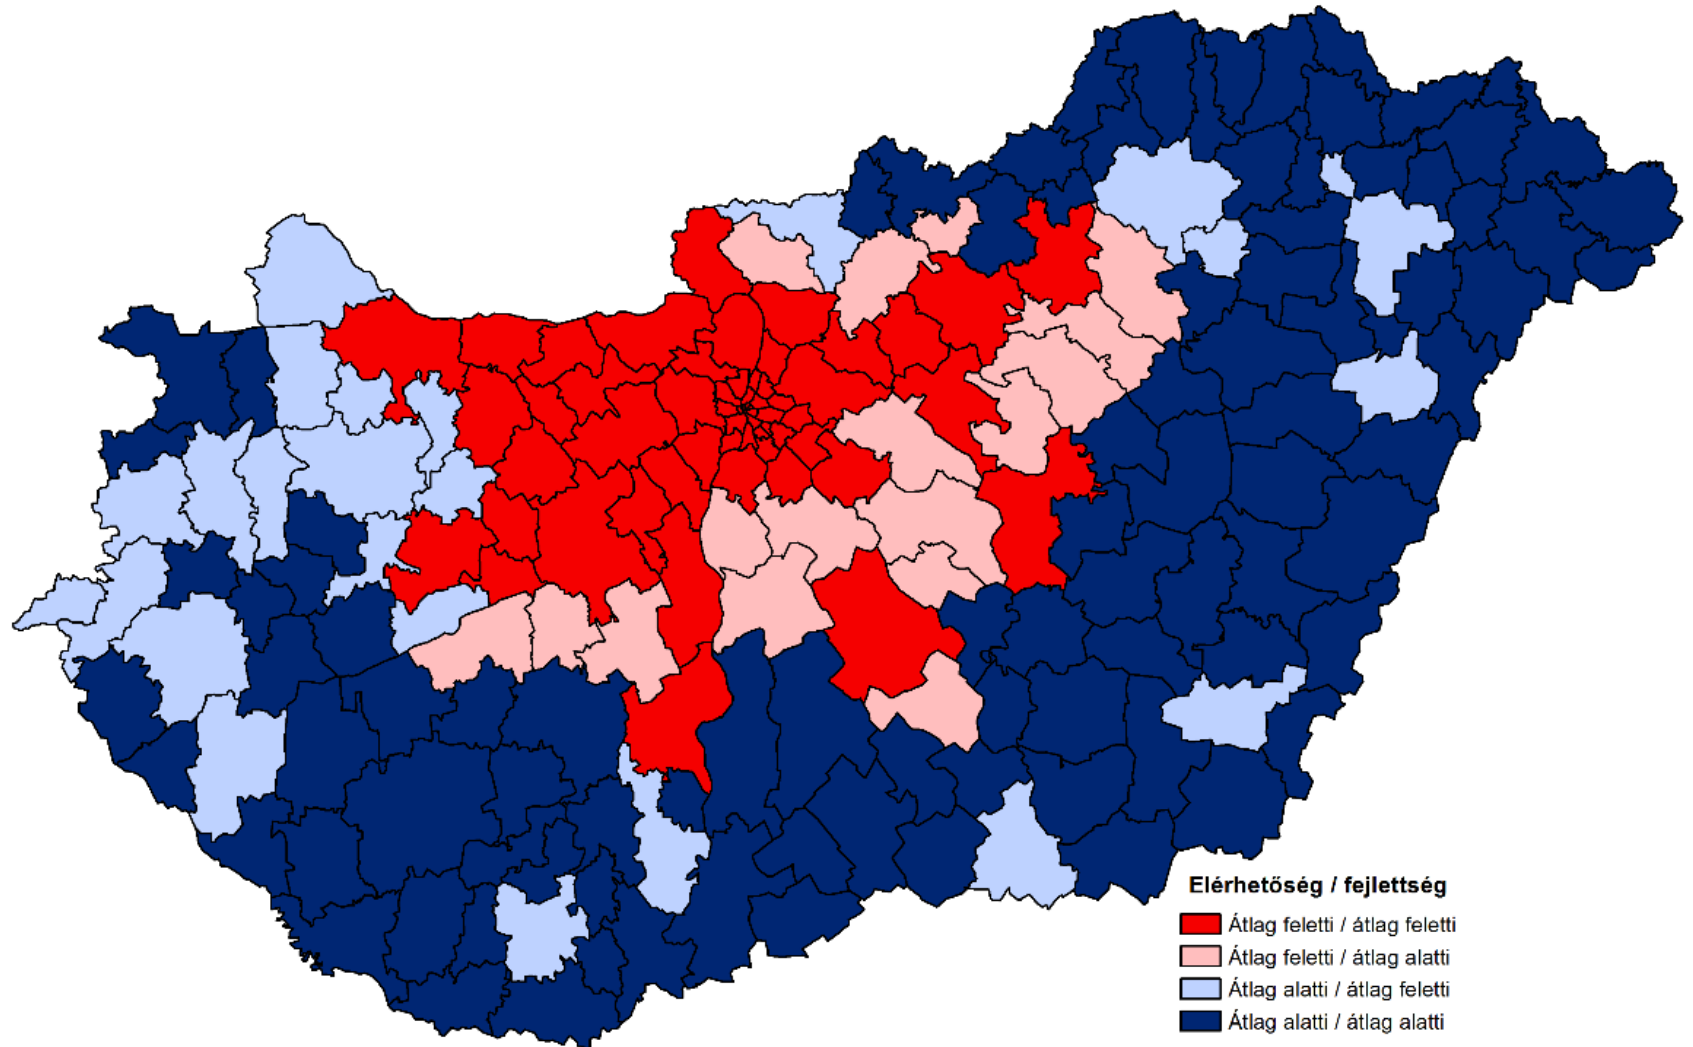 Elérhetőség / fejlettség
Átlag feletti / átlag feletti
Átlag feletti / átlag alatti
Átlag alatti / átlag feletti
Átlag alatti / átlag alatti